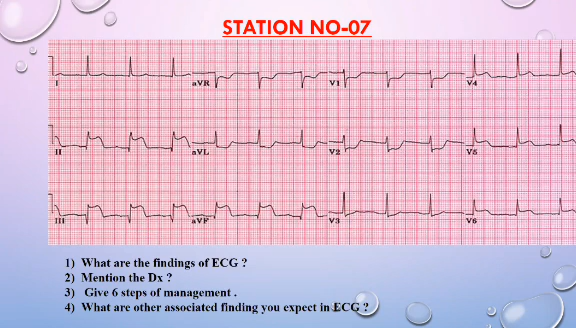 STATION NO-07
I aVR V1 V4
II aVL V2 V5
III aVF V3 V6
1) What are the findings of ECG ?
2) Mention the Dx ?
3) Give 6 steps of management .
4) What are other associated finding you expect in ECG ?